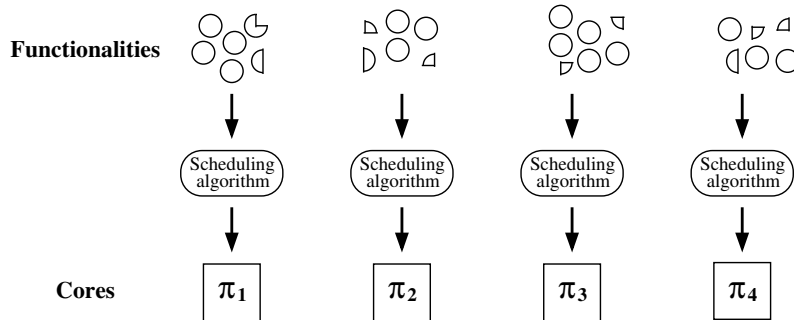 Functionalities
Scheduling algorithm
Scheduling algorithm
Scheduling algorithm
Scheduling algorithm
Cores
π1
π2
π3
π4